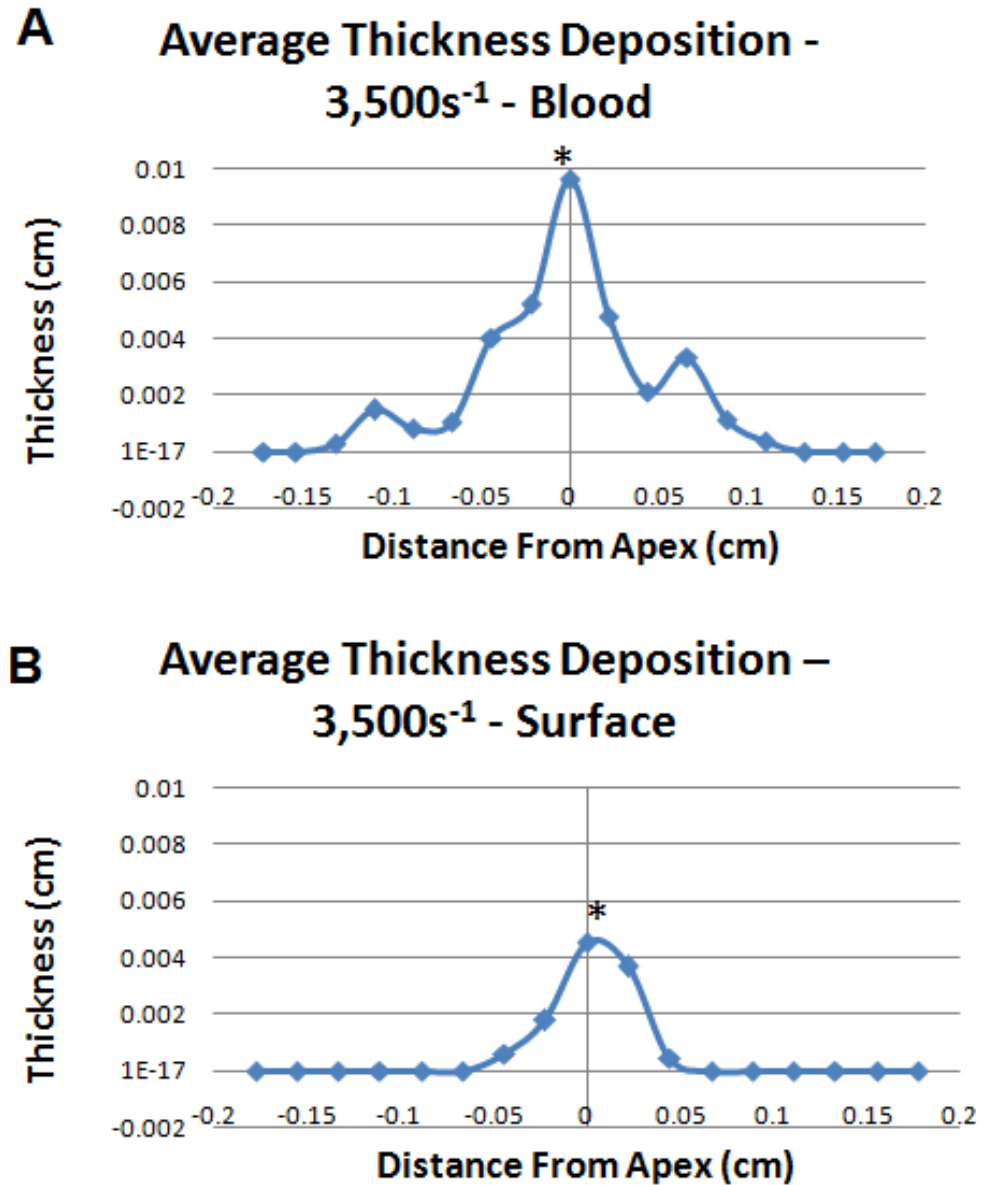 A
Average Thickness Deposition -
3,500s⁻¹ - Blood
*
0.01
0.008
0.006
0.004
0.002
1E-17
-0.002
Thickness (cm)
-0.2 -0.15 -0.1 -0.05 0 0.05 0.1 0.15 0.2
Distance From Apex (cm)
B
Average Thickness Deposition –
3,500s⁻¹ - Surface
0.01
0.008
0.006
*
0.004
0.002
1E-17
-0.002
Thickness (cm)
-0.2 -0.15 -0.1 -0.05 0 0.05 0.1 0.15 0.2
Distance From Apex (cm)